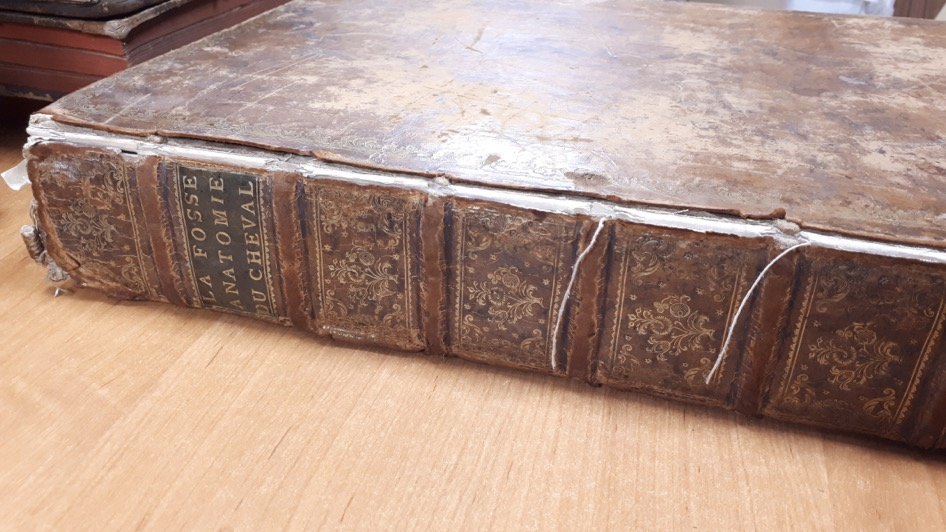 LA FOSSE
ANATOMIE
DU CHEVAL